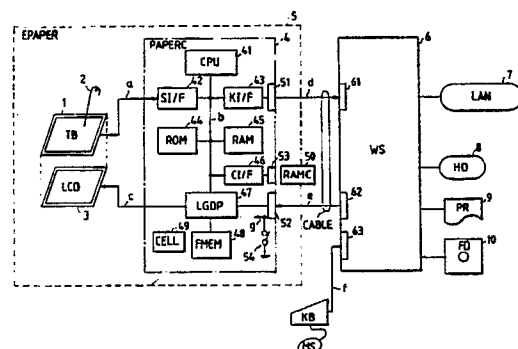 EPAPER
5
PAPERC
4
6
41
CPU
2
a
42
SI/F
43
KI/F
51
d
61
7
LAN
1
TB
b
44
ROM
45
RAM
WS
8
HD
46
CI/F
53
50
RAMC
LCD
3
c
47
LGDP
e
62
9
PR
52
CABLE
49
CELL
FMEM
48
g
54
63
10
FD
f
KB
MS